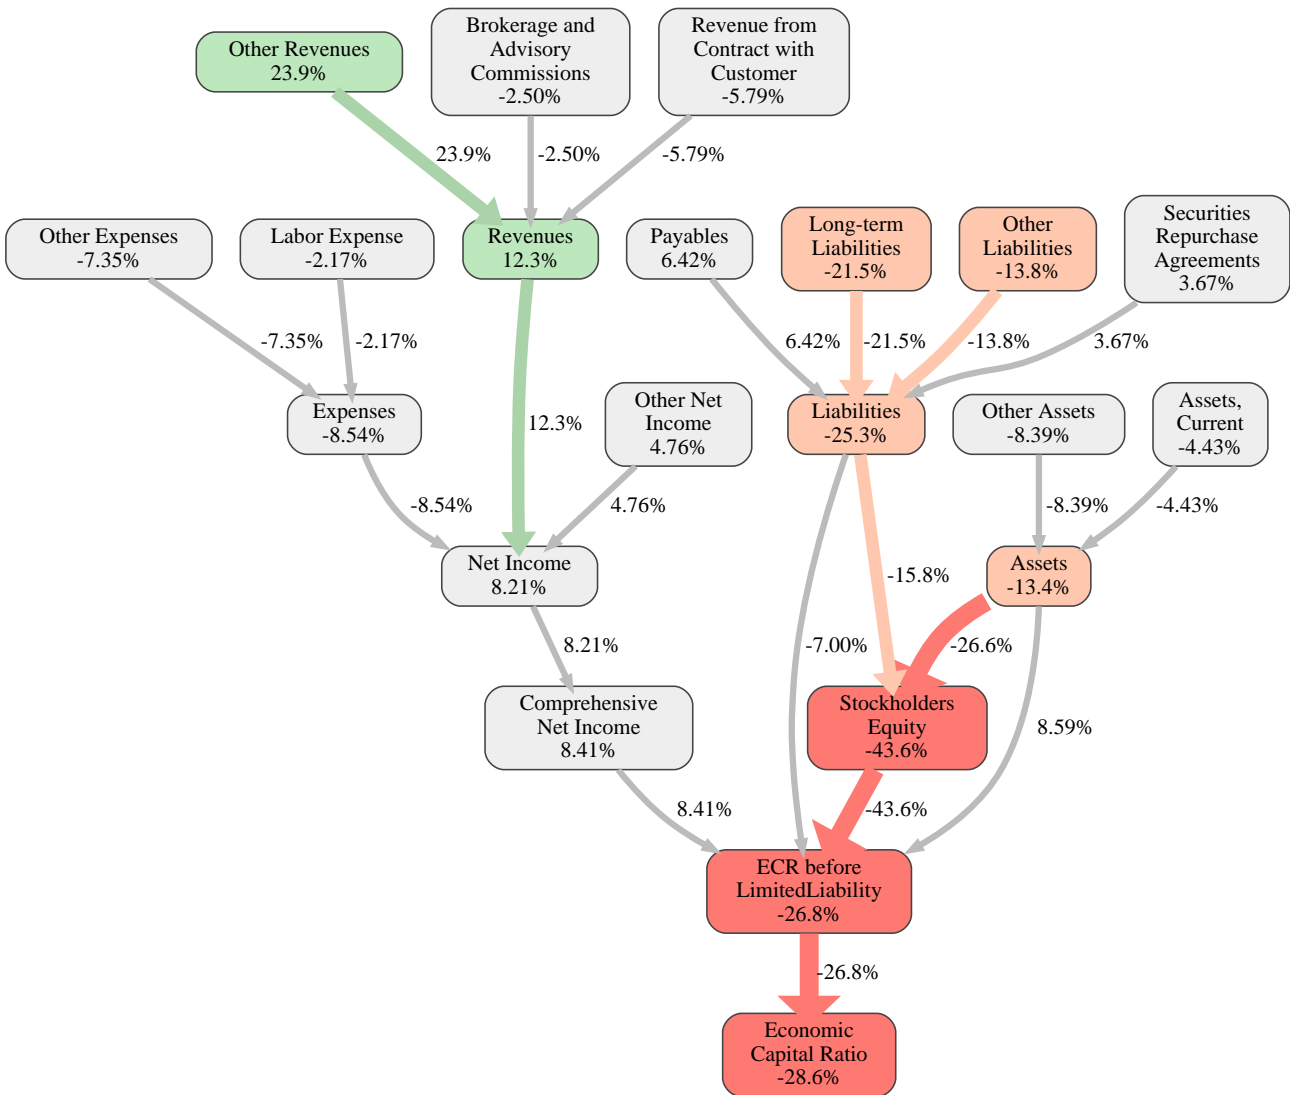 Other Revenues
23.9%
Brokerage and
Advisory
Commissions
-2.50%
Revenue from
Contract with
Customer
-5.79%
23.9%
-2.50%
-5.79%
Other Expenses
-7.35%
Labor Expense
-2.17%
Revenues
12.3%
Payables
6.42%
Long-term
Liabilities
-21.5%
Other
Liabilities
-13.8%
Securities
Repurchase
Agreements
3.67%
-7.35%
-2.17%
6.42%
-21.5%
-13.8%
3.67%
Expenses
-8.54%
12.3%
Other Net
Income
4.76%
Liabilities
-25.3%
Other Assets
-8.39%
Assets,
Current
-4.43%
-8.54%
4.76%
-8.39%
-4.43%
Net Income
8.21%
-15.8%
Assets
-13.4%
8.21%
-7.00%
-26.6%
Comprehensive
Net Income
8.41%
Stockholders
Equity
-43.6%
8.59%
8.41%
-43.6%
ECR before
LimitedLiability
-26.8%
-26.8%
Economic
Capital Ratio
-28.6%